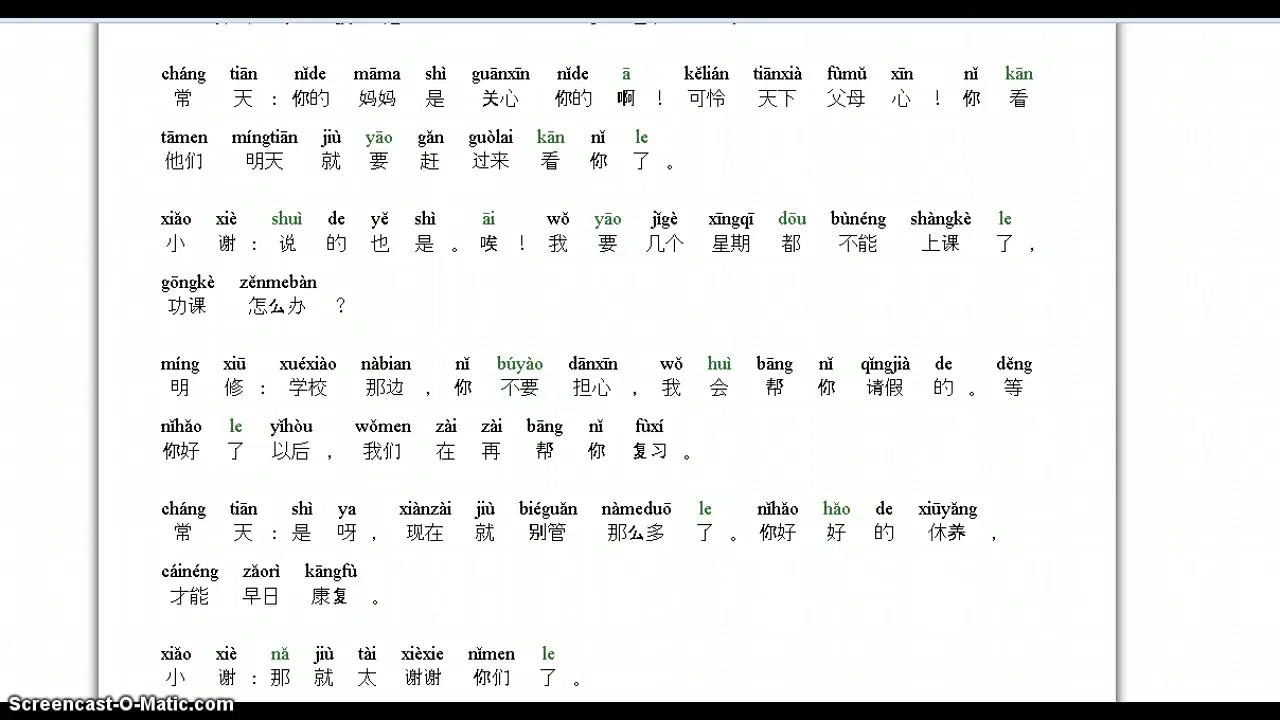 cháng tiān nǐde māma shì guānxīn nǐde ā kělián tiānxià fùmǔ xīn nǐ kān
常 天 : 你的 妈妈 是 关心 你的 啊 ! 可怜 天下 父母 心 ! 你 看
tāmen míngtiān jiù yāo gǎn guòlai kān nǐ le
他们 明天 就 要 赶 过来 看 你 了 。
xiǎo xiè shuì de yě shì āi wǒ yāo jǐgè xīngqī dōu bùnéng shàngkè le
小 谢 : 说 的 也 是 。 唉 ! 我 要 几个 星期 都 不能 上课 了 ,
gōngkè zěnmebàn
功课 怎么办 ?
míng xiū xuéxiào nàbian nǐ búyào dānxīn wǒ huì bāng nǐ qǐngjià de děng
明 修 : 学校 那边 , 你 不要 担心 , 我 会 帮 你 请假 的 。 等
nǐhǎo le yǐhòu wǒmen zài zài bāng nǐ fùxí
你好 了 以后 , 我们 在 再 帮 你 复习 。
cháng tiān shì ya xiànzài jiù biéguǎn nàmeduō le nǐhǎo hǎo de xiūyǎng
常 天 : 是 呀 , 现在 就 别管 那么多 了 。 你好 好 的 休养 ,
cáinéng zǎorì kāngfù
才能 早日 康复 。
xiǎo xiè nǎ jiù tài xièxie nǐmen le
小 谢 : 那 就 太 谢谢 你们 了 。
Screencast-O-Matic.com